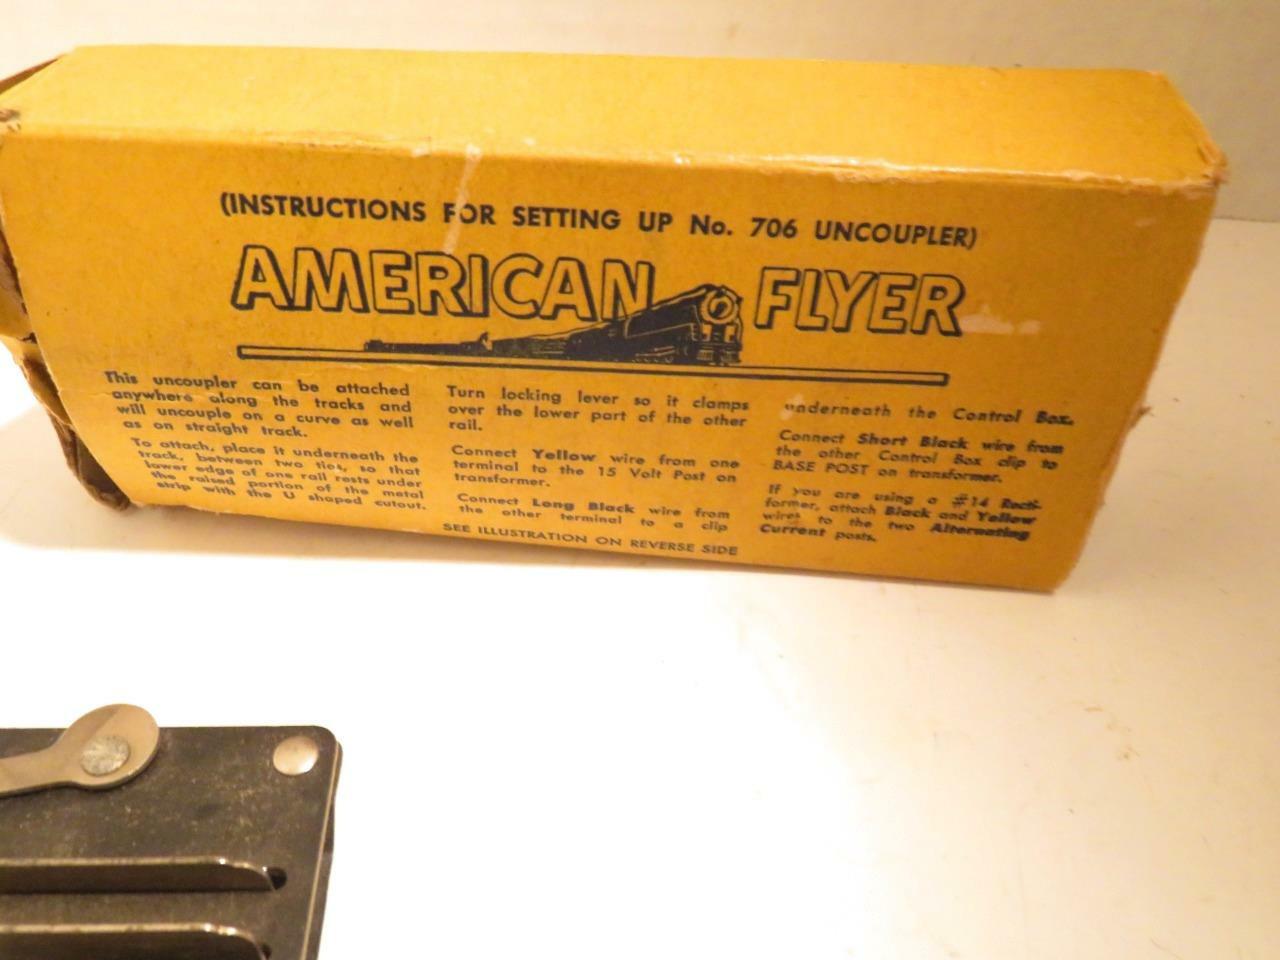 (INSTRUCTIONS FOR SETTING UP No. 706 UNCOUPLER)
AMERICAN FLYER
This uncoupler can be attached
anywhere along the tracks and
will uncouple on a curve as well
as on straight track.
To attach, place it underneath the
track, between two ties, so that
lower edge of one rail rests under
the raised portion of the metal
strip with the U shaped cutout.
Turn locking lever so it clamps
over the lower part of the other
rail.
Connect Yellow wire from one
terminal to the 15 Volt Post on
transformer.
Connect Long Black wire from
the other terminal to a clip
underneath the Control Box.
Connect Short Black wire from
the other Control Box clip to
BASE POST on transformer.
If you are using a #14 Recti-
former, attach Black and Yellow
wires to the two Alternating
Current posts.
SEE ILLUSTRATION ON REVERSE SIDE